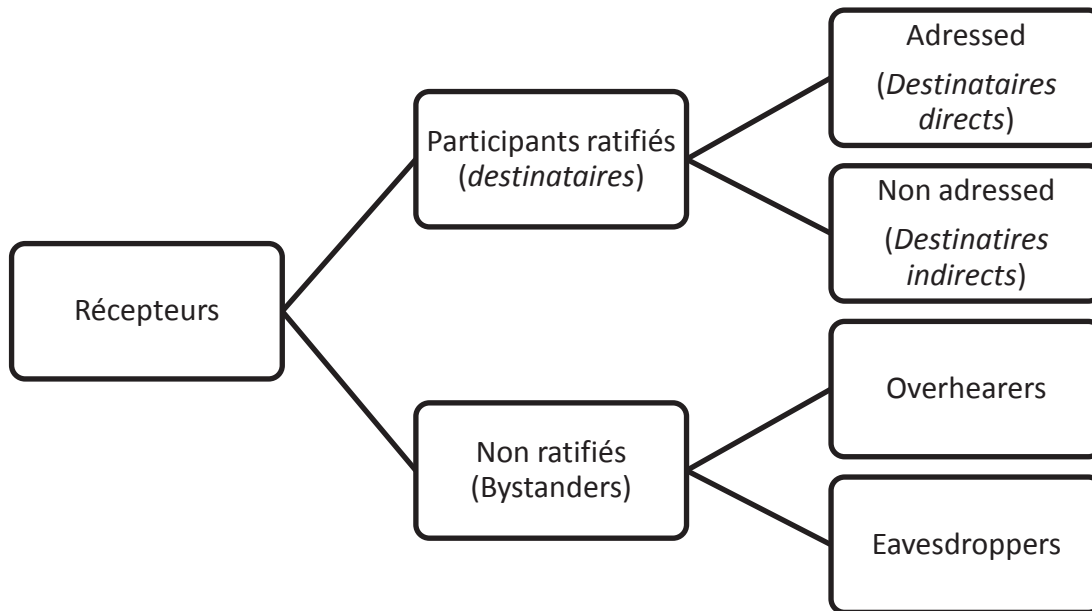 Récepteurs
Participants ratifiés
(destinataires)
Adressed
(Destinataires
directs)
Non adressed
(Destinatires
indirects)
Non ratifiés
(Bystanders)
Overhearers
Eavesdroppers